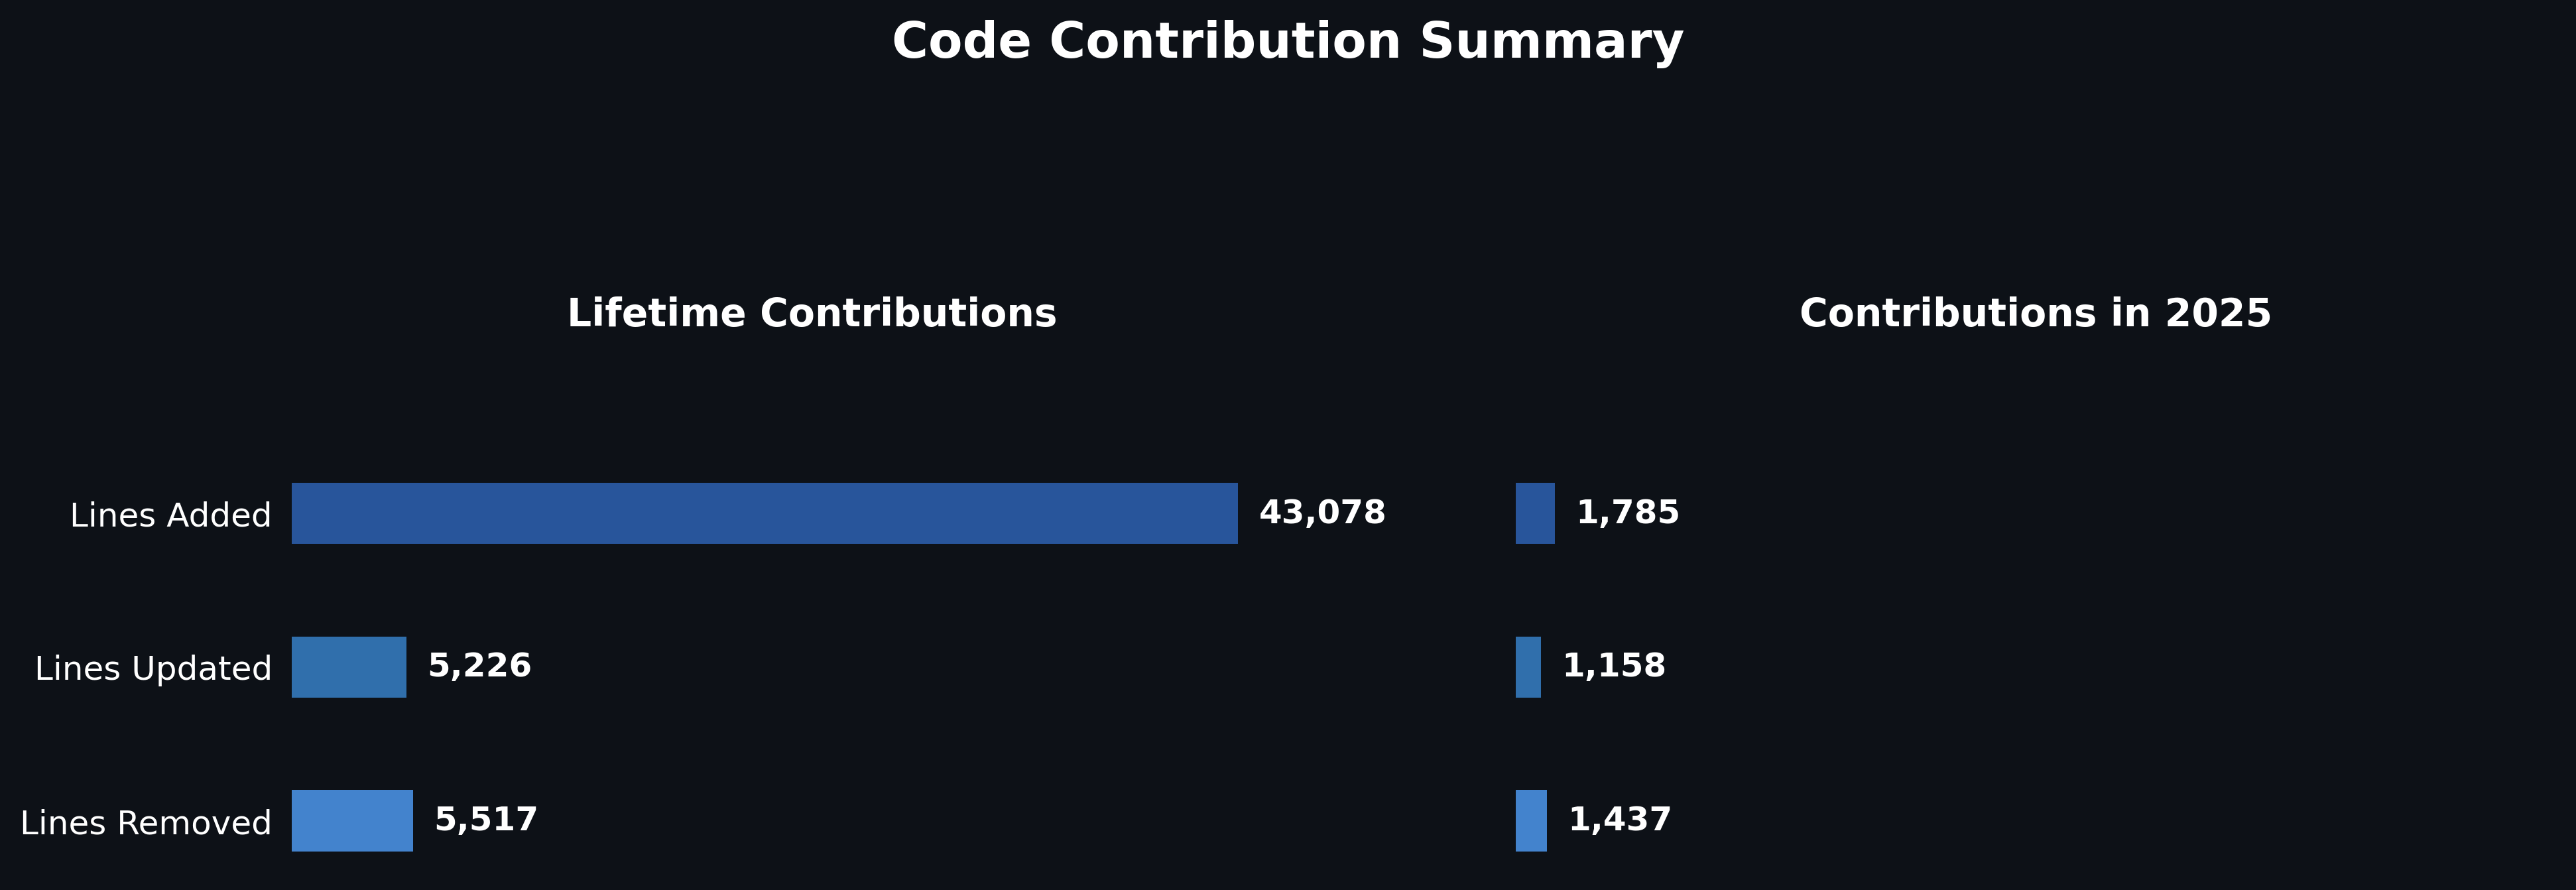 Code Contribution Summary
Lifetime Contributions
Contributions in 2025
Lines Added
43,078
1,785
Lines Updated
5,226
1,158
Lines Removed
5,517
1,437